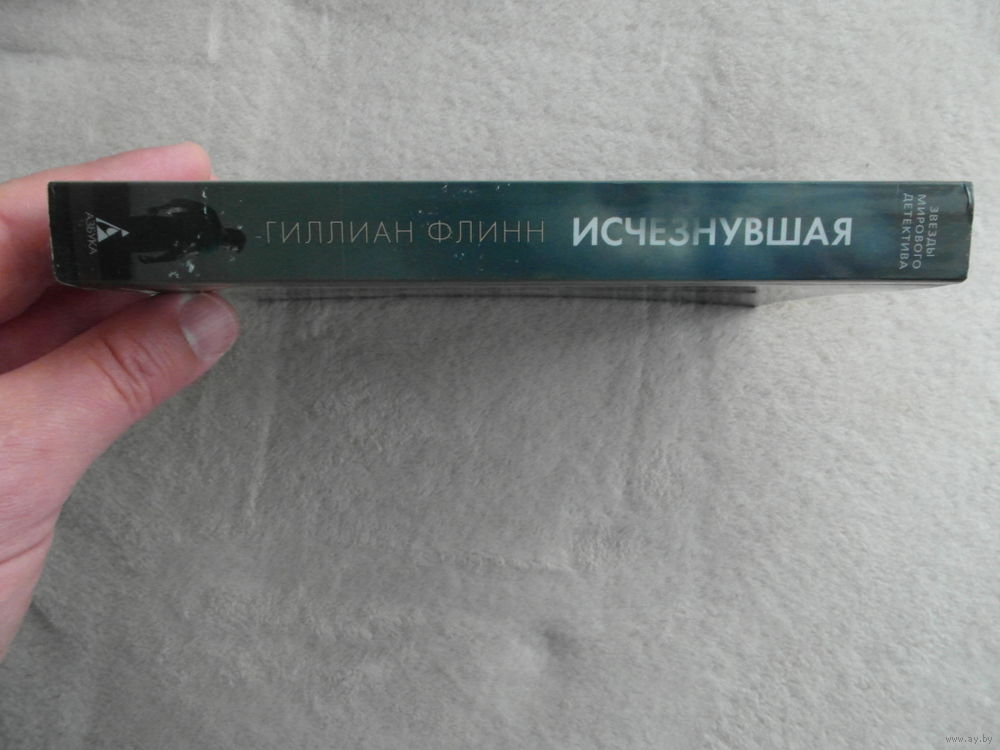 АЗБУКА
ГИЛЛИАН ФЛИНН
ИСЧЕЗНУВШАЯ
ЗВЕЗДЫ
МИРОВОГО
ДЕТЕКТИВА
www.ay.by